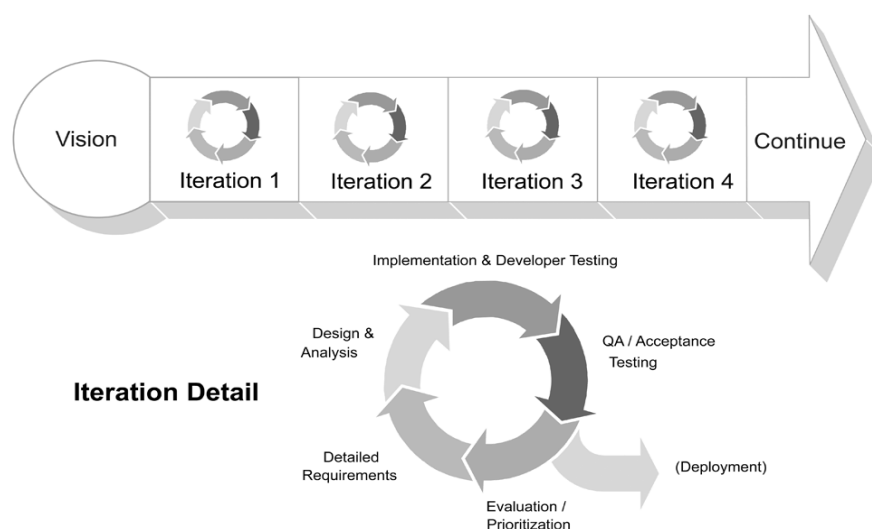 Vision
Iteration 1
Iteration 2
Iteration 3
Iteration 4
Continue
Implementation & Developer Testing
Design &
Analysis
QA / Acceptance
Testing
Iteration Detail
Detailed
Requirements
(Deployment)
Evaluation /
Prioritization